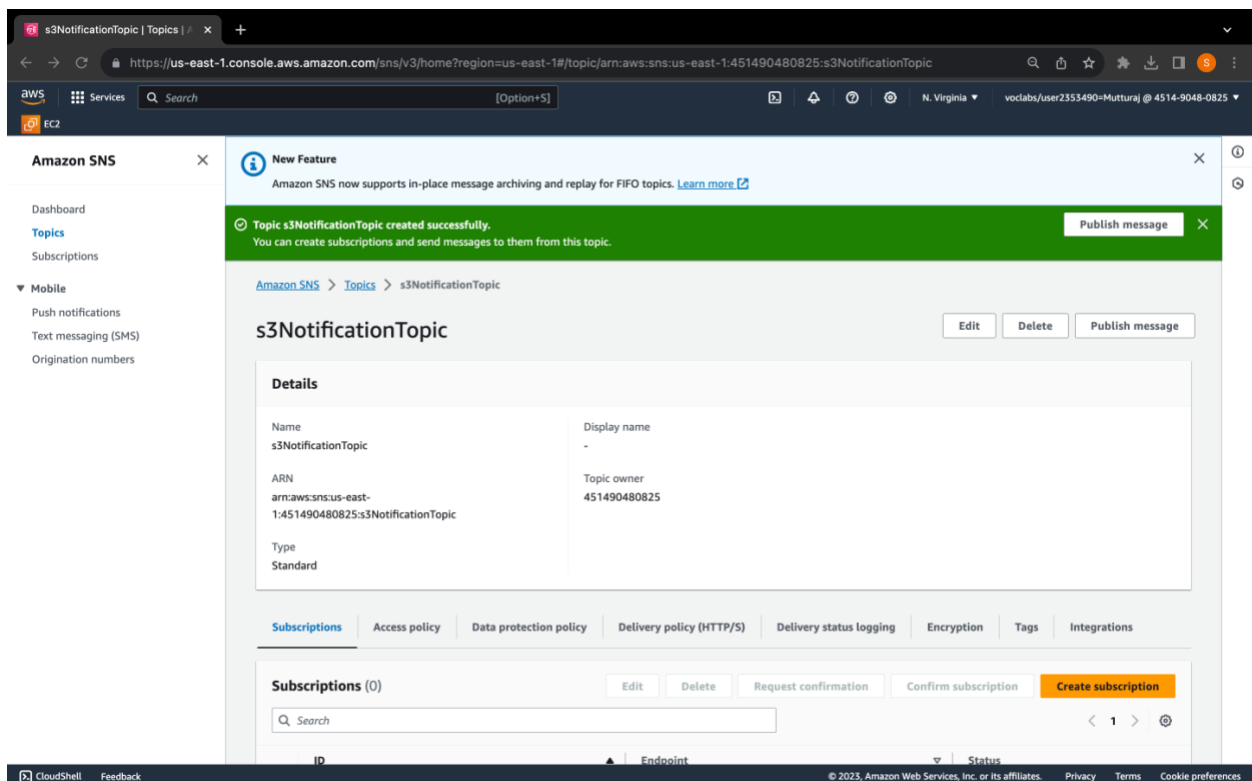 s3NotificationTopic | Topics | A
https://us-east-1.console.aws.amazon.com/sns/v3/home?region=us-east-1#/topic/arn:aws:sns:us-east-1:451490480825:s3NotificationTopic
S
aws
Services
Search
[Option+S]
N. Virginia
voclabs/user2353490=Mutturaj @ 4514-9048-0825
EC2
Amazon SNS
Dashboard
Topics
Subscriptions
Mobile
Push notifications
Text messaging (SMS)
Origination numbers
New Feature
Amazon SNS now supports in-place message archiving and replay for FIFO topics. Learn more
Topic s3NotificationTopic created successfully.
You can create subscriptions and send messages to them from this topic.
Publish message
Amazon SNS > Topics > s3NotificationTopic
s3NotificationTopic
Edit
Delete
Publish message
Details
Name
s3NotificationTopic
ARN
arn:aws:sns:us-east-
1:451490480825:s3NotificationTopic
Type
Standard
Display name
-
Topic owner
451490480825
Subscriptions
Access policy
Data protection policy
Delivery policy (HTTP/S)
Delivery status logging
Encryption
Tags
Integrations
Subscriptions (0)
Edit
Delete
Request confirmation
Confirm subscription
Create subscription
Search
1
ID
Endpoint
Status
CloudShell
Feedback
© 2023, Amazon Web Services, Inc. or its affiliates.
Privacy
Terms
Cookie preferences